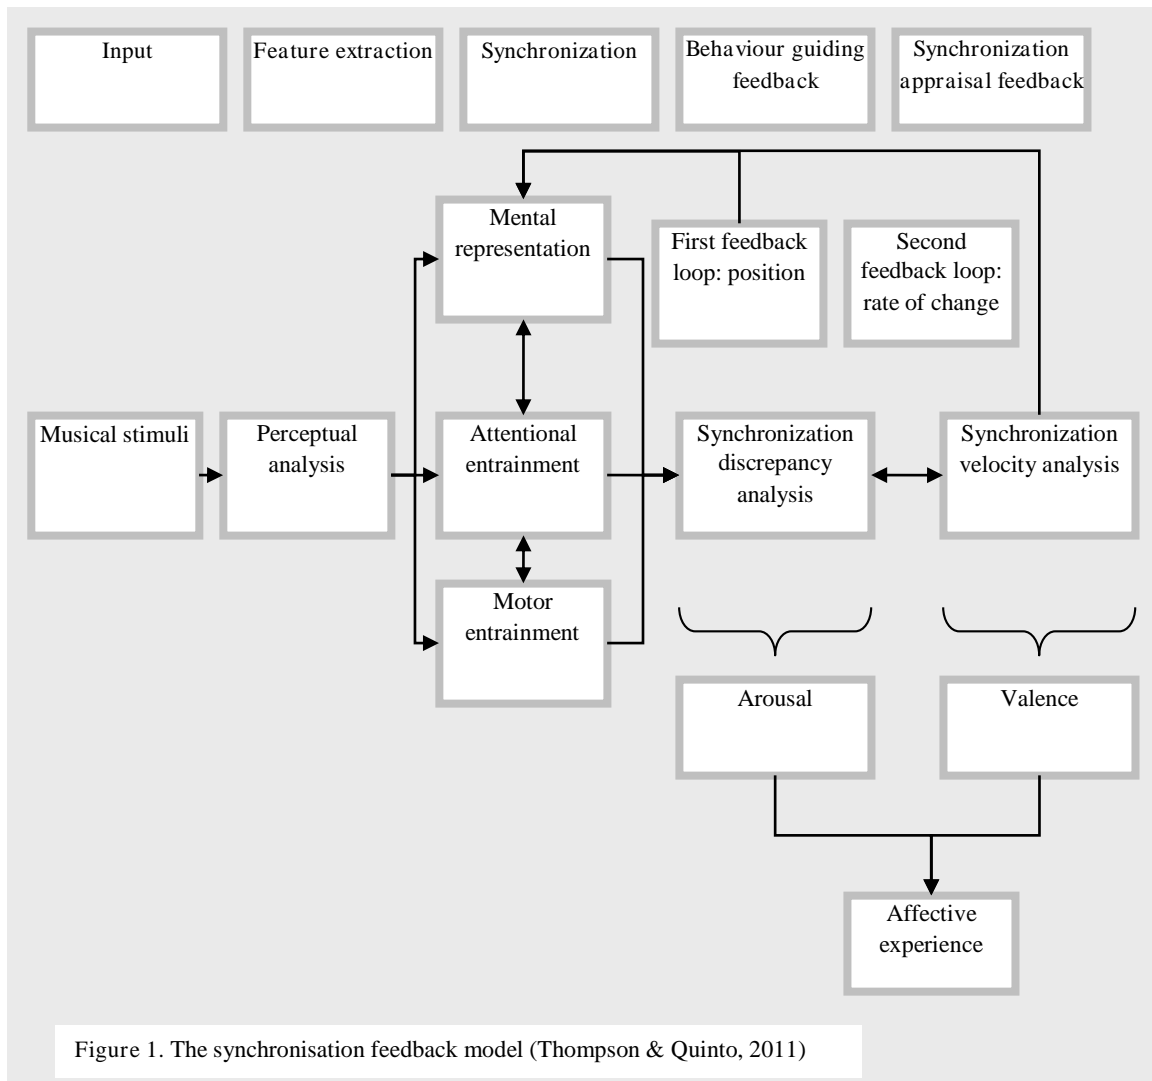 Input
Feature extraction
Synchronization
Behaviour guiding
feedback
Synchronization
appraisal feedback
Mental
representation
First feedback
loop: position
Second
feedback loop:
rate of change
Musical stimuli
Perceptual
analysis
Attentional
entrainment
Synchronization
discrepancy
analysis
Synchronization
velocity analysis
Motor
entrainment
Arousal
Valence
Affective
experience
Figure 1. The synchronisation feedback model (Thompson & Quinto, 2011)